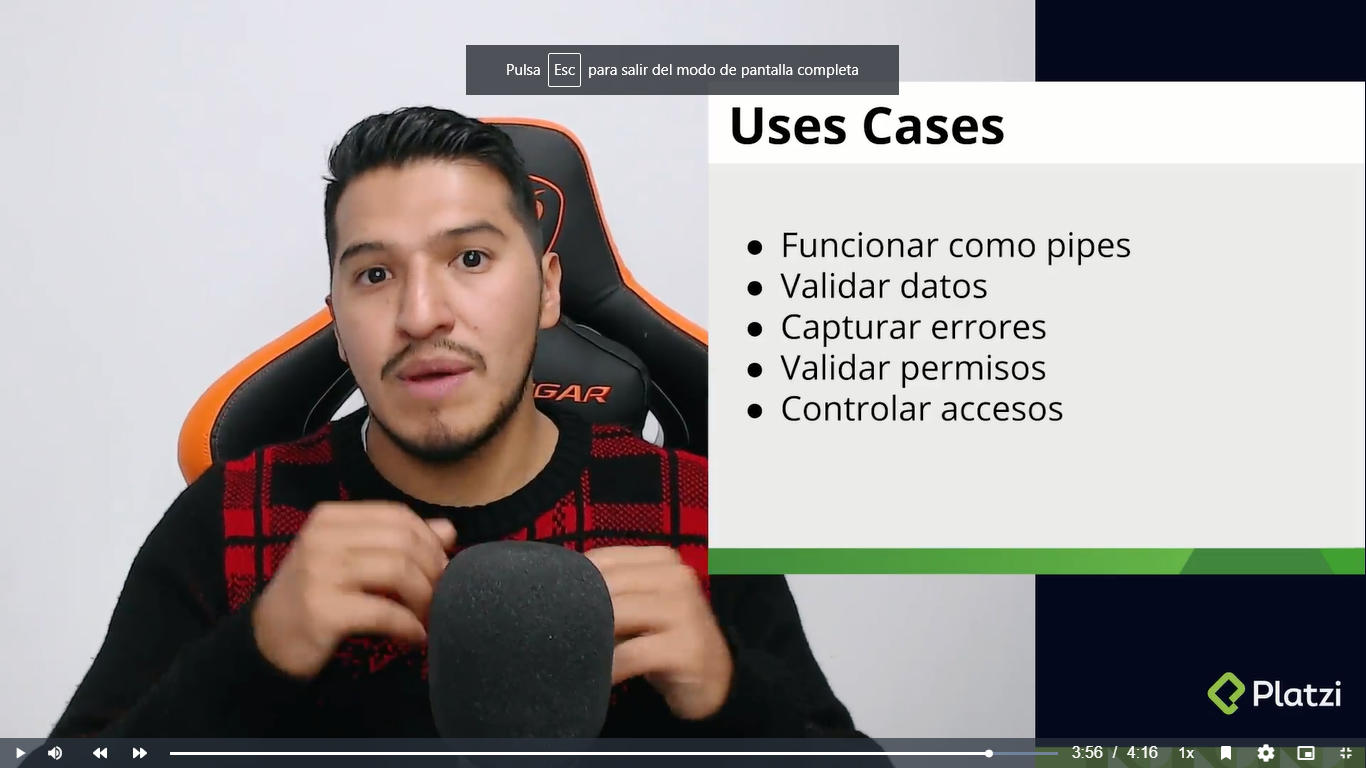 Pulsa Esc para salir del modo de pantalla completa
Uses Cases
● Funcionar como pipes
● Validar datos
● Capturar errores
● Validar permisos
● Controlar accesos
GAR
Platzi
3:56 / 4:16 1x